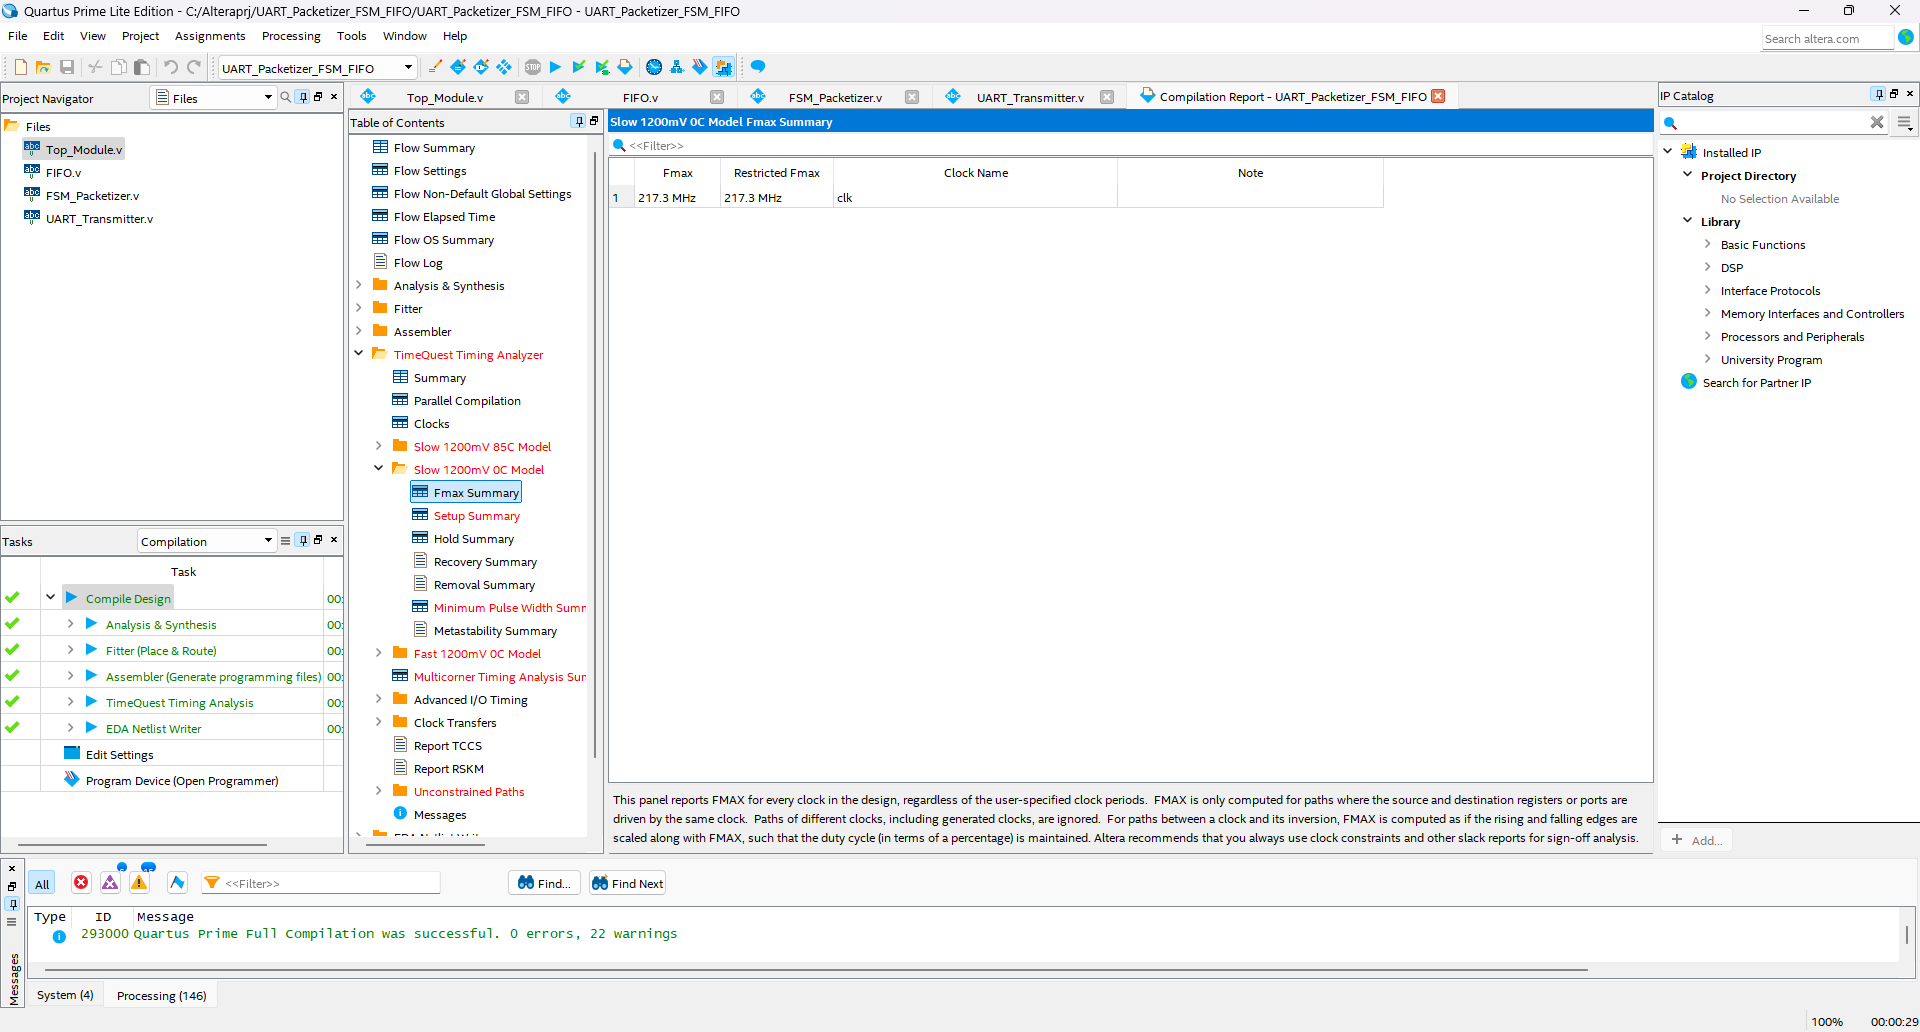 Quartus Prime Lite Edition - C:/Alteraprj/UART_Packetizer_FSM_FIFO/UART_Packetizer_FSM_FIFO - UART_Packetizer_FSM_FIFO
File Edit View Project Assignments Processing Tools Window Help
Search altera.com
UART_Packetizer_FSM_FIFO
STOP
Project Navigator
Files
Files
Top_Module.v
FIFO.v
FSM_Packetizer.v
UART_Transmitter.v
Tasks
Compilation
Task
Compile Design 00:
Analysis & Synthesis 00:
Fitter (Place & Route) 00:
Assembler (Generate programming files) 00:
TimeQuest Timing Analysis 00:
EDA Netlist Writer 00:
Edit Settings
Program Device (Open Programmer)
Top_Module.v
FIFO.v
FSM_Packetizer.v
UART_Transmitter.v
Compilation Report - UART_Packetizer_FSM_FIFO
Table of Contents
Flow Summary
Flow Settings
Flow Non-Default Global Settings
Flow Elapsed Time
Flow OS Summary
Flow Log
Analysis & Synthesis
Fitter
Assembler
TimeQuest Timing Analyzer
Summary
Parallel Compilation
Clocks
Slow 1200mV 85C Model
Slow 1200mV 0C Model
Fmax Summary
Setup Summary
Hold Summary
Recovery Summary
Removal Summary
Minimum Pulse Width Summ
Metastability Summary
Fast 1200mV 0C Model
Multicorner Timing Analysis Sun
Advanced I/O Timing
Clock Transfers
Report TCCS
Report RSKM
Unconstrained Paths
Messages
Slow 1200mV 0C Model Fmax Summary
<<Filter>>
Fmax Restricted Fmax Clock Name Note
1 217.3 MHz 217.3 MHz clk
This panel reports FMAX for every clock in the design, regardless of the user-specified clock periods. FMAX is only computed for paths where the source and destination registers or ports are
driven by the same clock. Paths of different clocks, including generated clocks, are ignored. For paths between a clock and its inversion, FMAX is computed as if the rising and falling edges are
scaled along with FMAX, such that the duty cycle (in terms of a percentage) is maintained. Altera recommends that you always use clock constraints and other slack reports for sign-off analysis.
IP Catalog
Installed IP
Project Directory
No Selection Available
Library
Basic Functions
DSP
Interface Protocols
Memory Interfaces and Controllers
Processors and Peripherals
University Program
Search for Partner IP
+ Add...
All
<<Filter>>
Find...
Find Next
Type ID Message
293000 Quartus Prime Full Compilation was successful. 0 errors, 22 warnings
Messages
System (4)
Processing (146)
100% 00:00:29